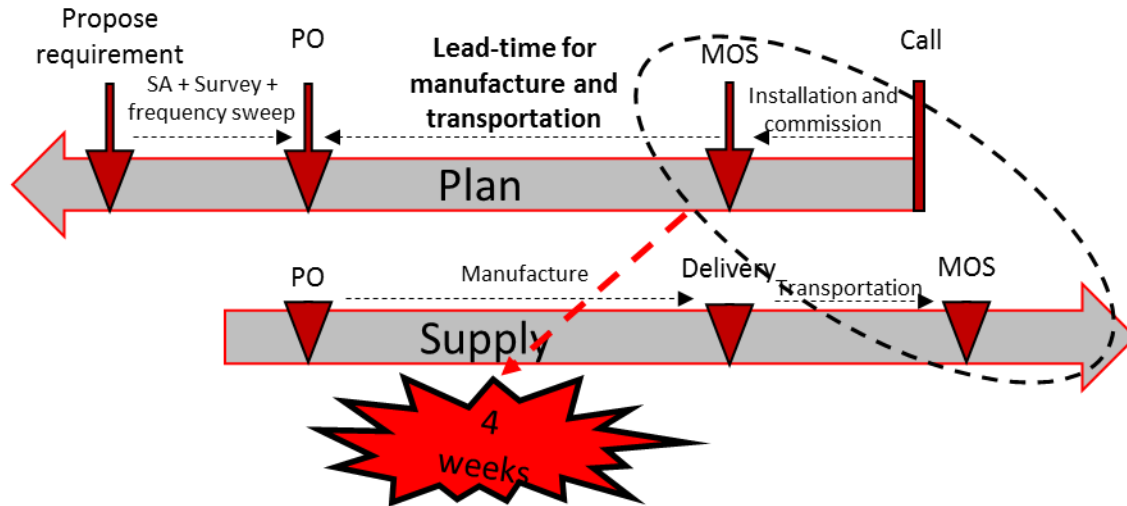 Propose
requirement
PO
Lead-time for
manufacture and
transportation
MOS
Call
SA + Survey +
frequency sweep
Installation and
commission
Plan
PO
Manufacture
Delivery
Transportation
MOS
Supply
4
weeks